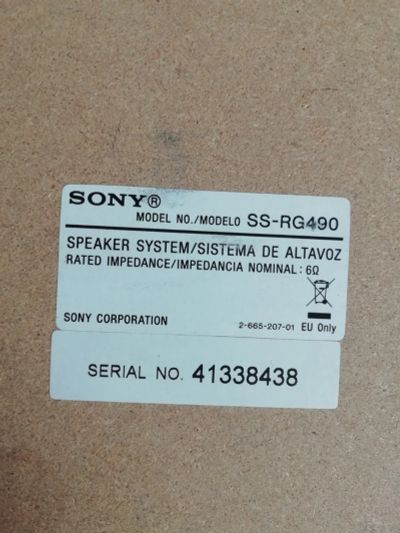 SONY®
MODEL NO./MODELO SS-RG490
SPEAKER SYSTEM/SISTEMA DE ALTAVOZ
RATED IMPEDANCE/IMPEDANCIA NOMINAL: 6Ω
SONY CORPORATION 2-665-207-01 EU Only
SERIAL NO. 41338438